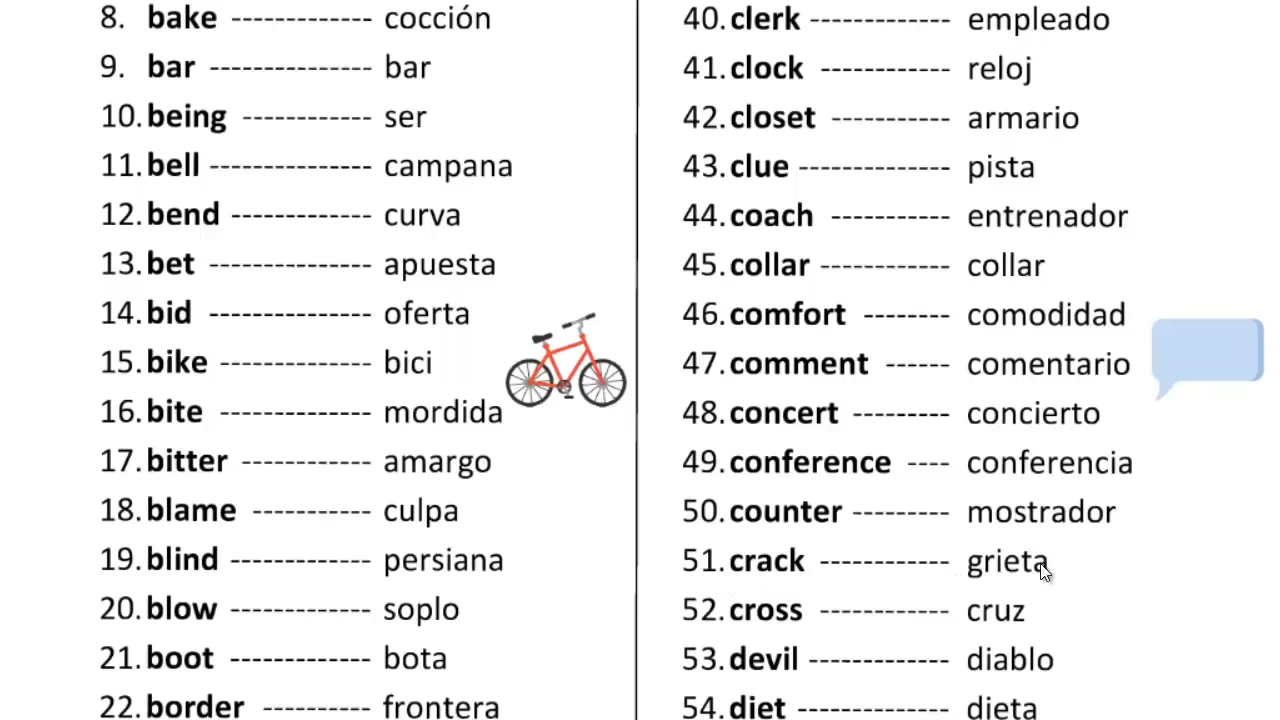 8. bake ------------- cocción
9. bar --------------- bar
10. being ------------ ser
11. bell --------------- campana
12. bend ------------- curva
13. bet --------------- apuesta
14. bid --------------- oferta
15. bike -------------- bici
16. bite -------------- mordida
17. bitter ------------ amargo
18. blame ----------- culpa
19. blind -------------- persiana
20. blow ------------- soplo
21. boot ------------- bota
22. border ---------- frontera
40. clerk ------------- empleado
41. clock ------------ reloj
42. closet ----------- armario
43. clue -------------- pista
44. coach ----------- entrenador
45. collar ------------ collar
46. comfort -------- comodidad
47. comment ------ comentario
48. concert --------- concierto
49. conference ---- conferencia
50. counter --------- mostrador
51. crack ------------ grieta
52. cross ------------ cruz
53. devil ------------- diablo
54. diet -------------- dieta